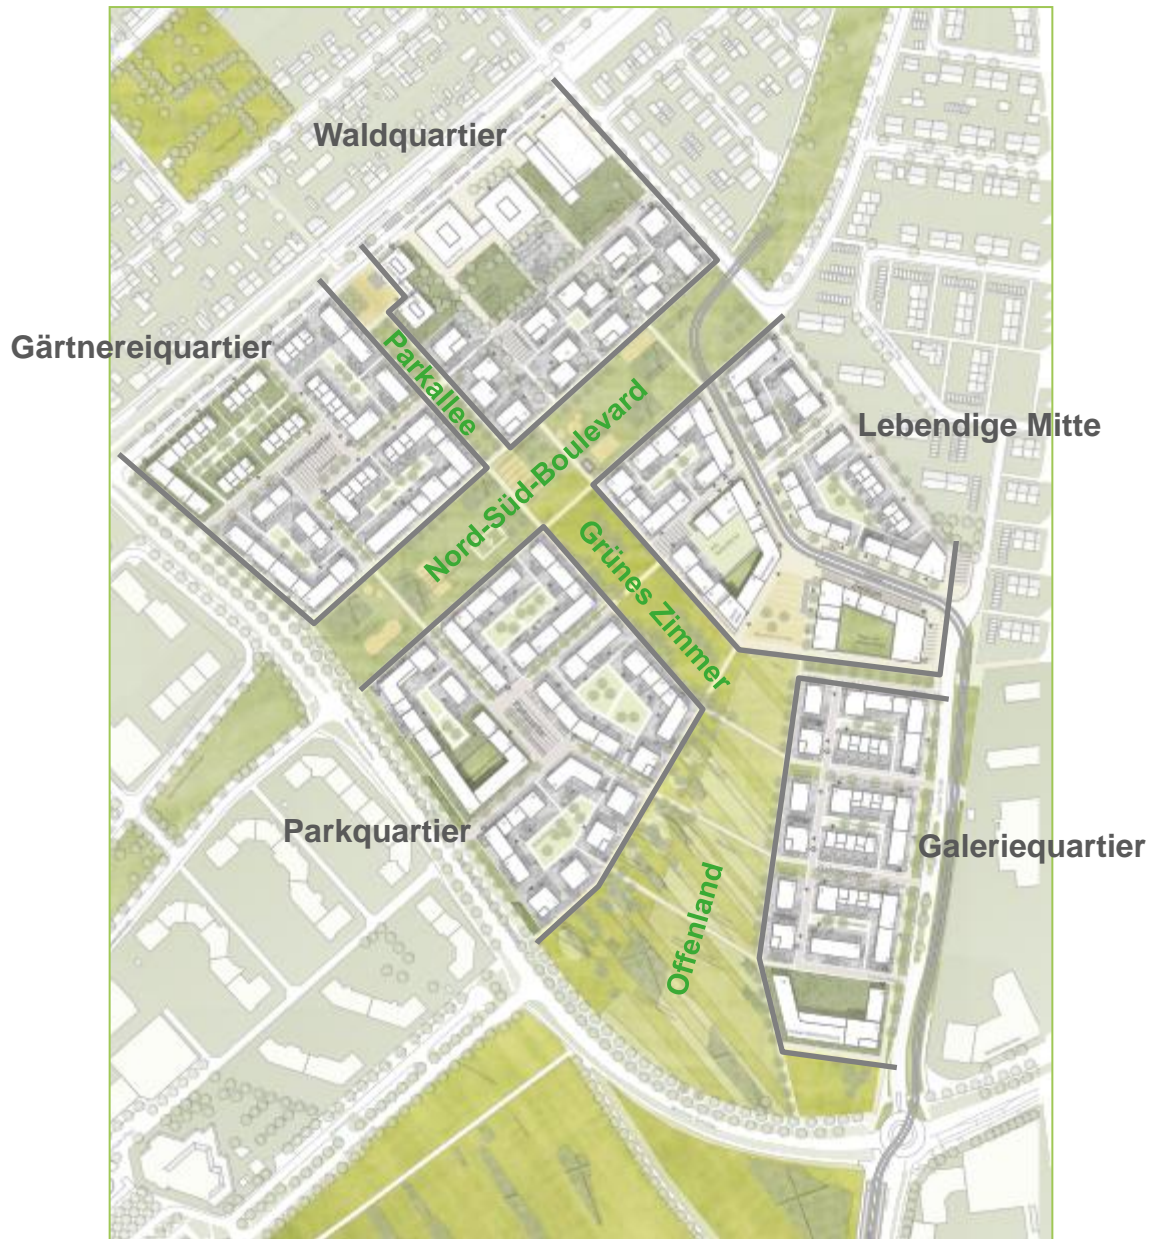 Waldquartier
Gärtnereiquartier
Parkallee
Nord-Süd-Boulevard
Lebendige Mitte
Grünes Zimmer
Parkquartier
Galeriequartier
Offenland